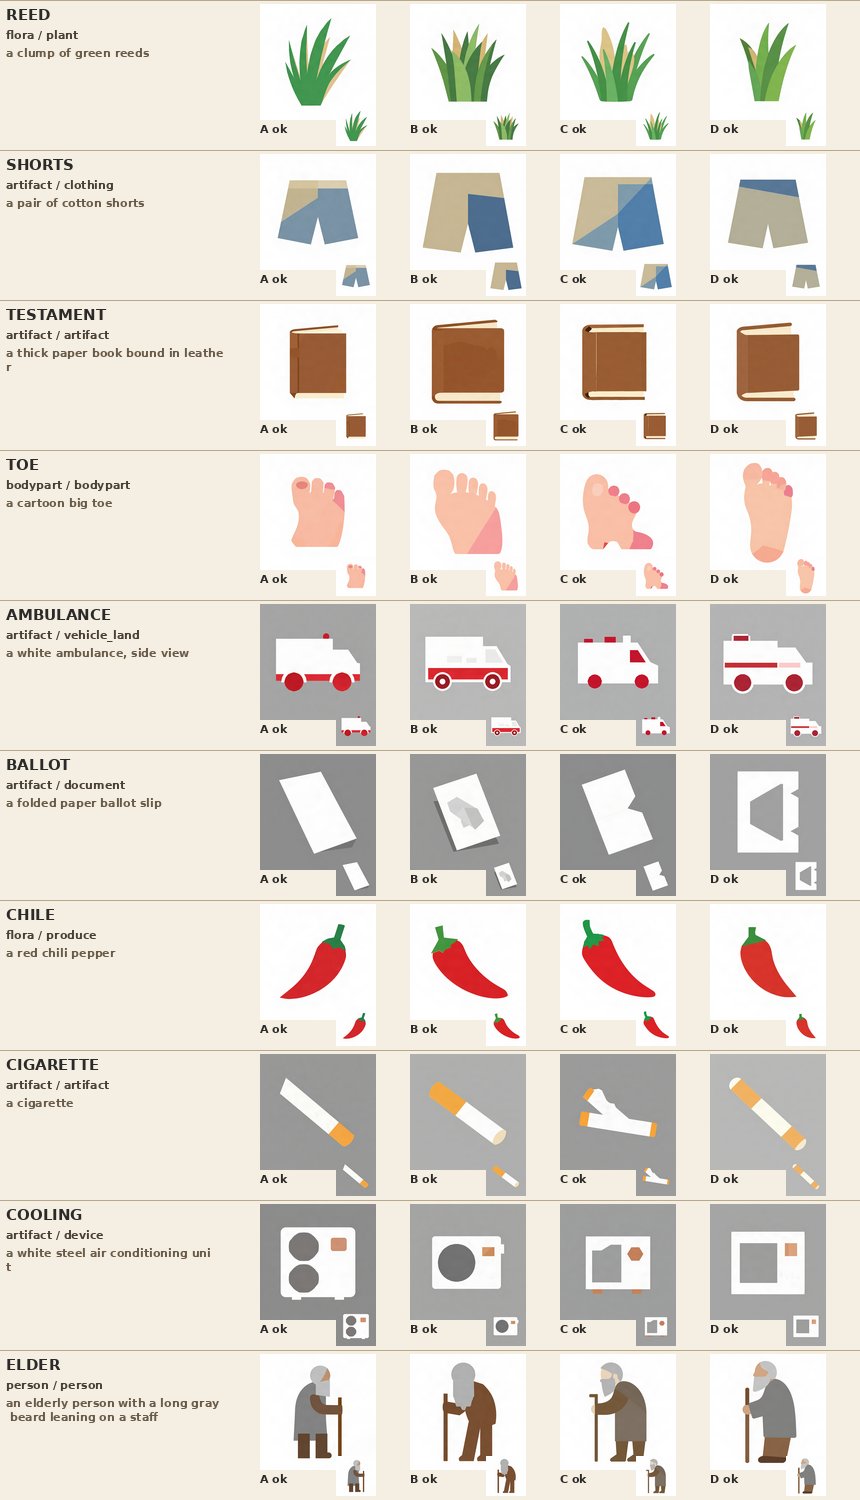 REED
flora / plant
a clump of green reeds
A ok
B ok
C ok
D ok
SHORTS
artifact / clothing
a pair of cotton shorts
A ok
B ok
C ok
D ok
TESTAMENT
artifact / artifact
a thick paper book bound in leathe
r
A ok
B ok
C ok
D ok
TOE
bodypart / bodypart
a cartoon big toe
A ok
B ok
C ok
D ok
AMBULANCE
artifact / vehicle_land
a white ambulance, side view
A ok
B ok
C ok
D ok
BALLOT
artifact / document
a folded paper ballot slip
A ok
B ok
C ok
D ok
CHILE
flora / produce
a red chili pepper
A ok
B ok
C ok
D ok
CIGARETTE
artifact / artifact
a cigarette
A ok
B ok
C ok
D ok
COOLING
artifact / device
a white steel air conditioning uni
t
A ok
B ok
C ok
D ok
ELDER
person / person
an elderly person with a long gray
beard leaning on a staff
A ok
B ok
C ok
D ok